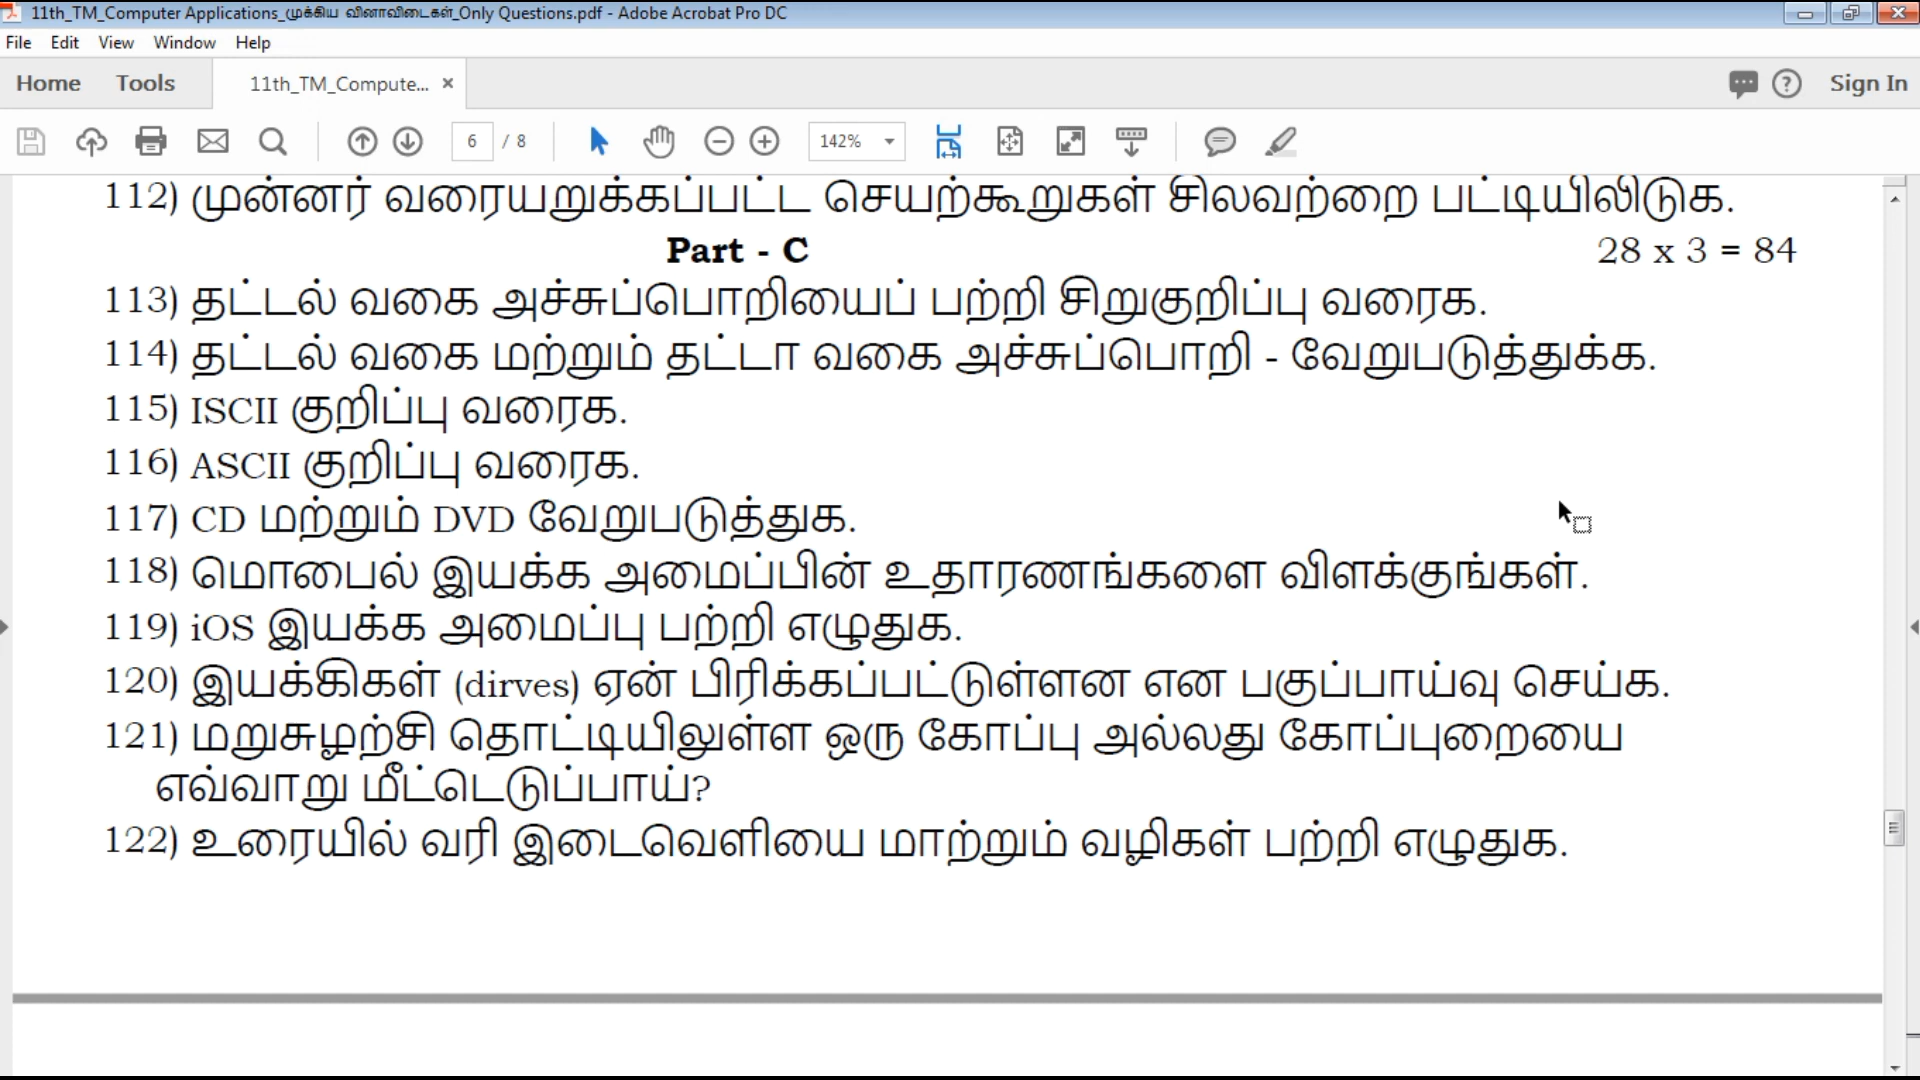 11th_TM_Computer Applications_முக்கிய வினாவிடைகள்_Only Questions.pdf - Adobe Acrobat Pro DC
File Edit View Window Help
Home Tools 11th_TM_Compute... × Sign In
6 / 8 142%
112) முன்னர் வரையறுக்கப்பட்ட செயற்கூறுகள் சிலவற்றை பட்டியிலிடுக.
Part - C 28 x 3 = 84
113) தட்டல் வகை அச்சுப்பொறியைப் பற்றி சிறுகுறிப்பு வரைக.
114) தட்டல் வகை மற்றும் தட்டா வகை அச்சுப்பொறி - வேறுபடுத்துக்க.
115) ISCII குறிப்பு வரைக.
116) ASCII குறிப்பு வரைக.
117) CD மற்றும் DVD வேறுபடுத்துக.
118) மொபைல் இயக்க அமைப்பின் உதாரணங்களை விளக்குங்கள்.
119) iOS இயக்க அமைப்பு பற்றி எழுதுக.
120) இயக்கிகள் (dirves) ஏன் பிரிக்கப்பட்டுள்ளன என பகுப்பாய்வு செய்க.
121) மறுசுழற்சி தொட்டியிலுள்ள ஒரு கோப்பு அல்லது கோப்புறையை
எவ்வாறு மீட்டெடுப்பாய்?
122) உரையில் வரி இடைவெளியை மாற்றும் வழிகள் பற்றி எழுதுக.